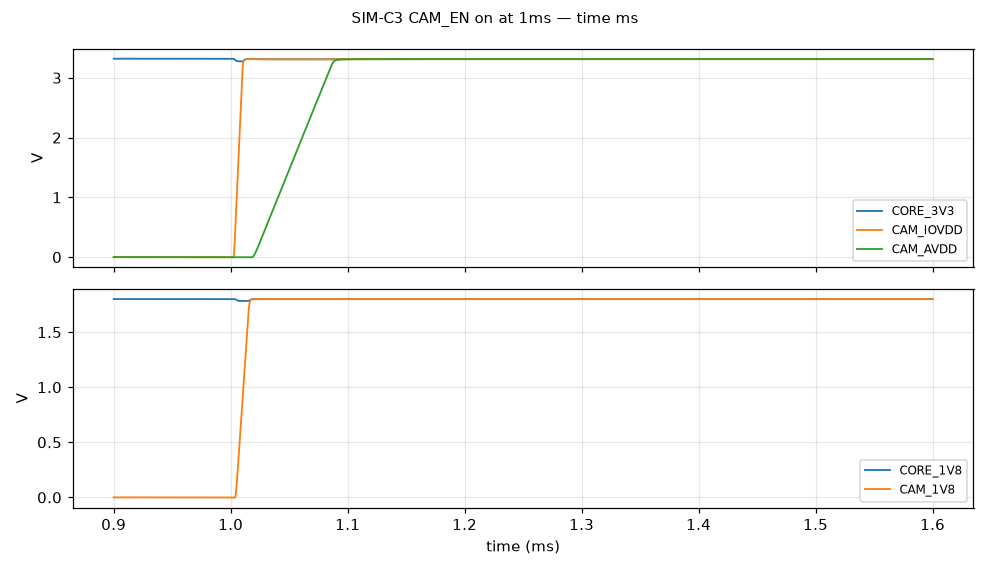 SIM-C3 CAM_EN on at 1ms — time ms
3
2
1
0
V
CORE_3V3
CAM_IOVDD
CAM_AVDD
1.5
1.0
0.5
0.0
V
CORE_1V8
CAM_1V8
0.9 1.0 1.1 1.2 1.3 1.4 1.5 1.6
time (ms)